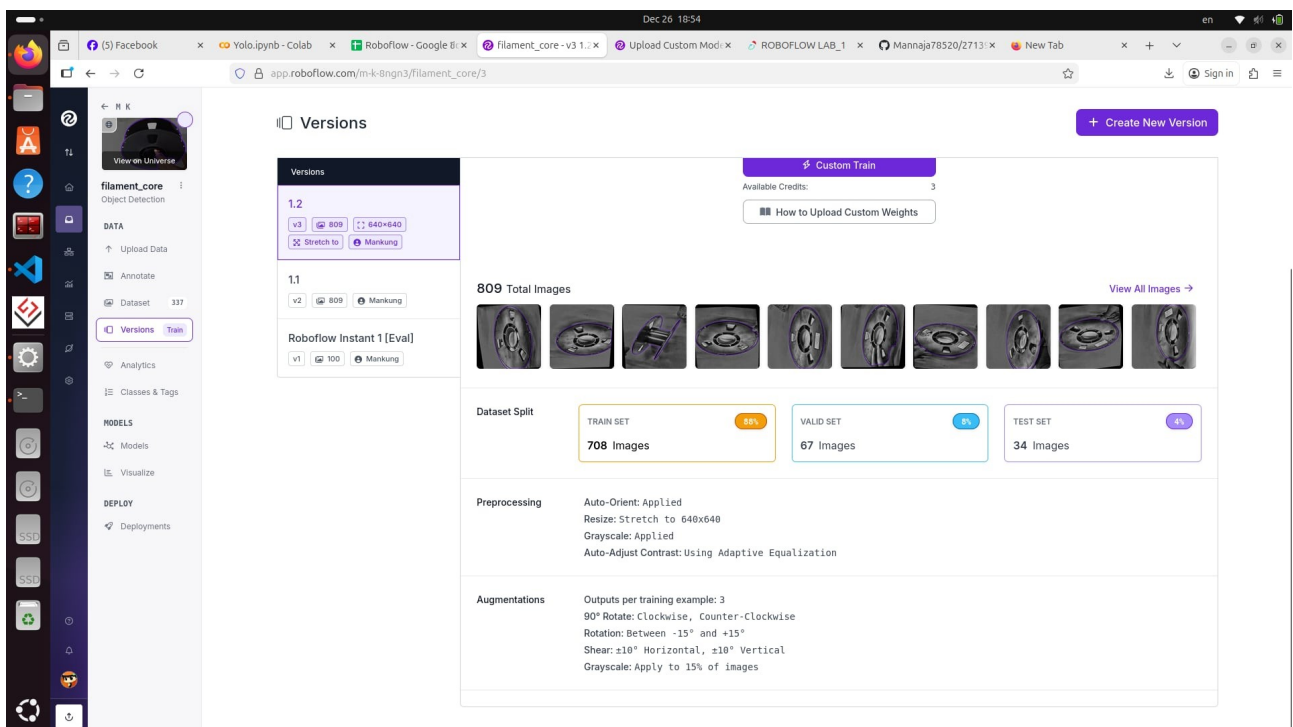 Dec 26 18:54
en
(5) Facebook
Yolo.ipynb - Colab
Roboflow - Google
filament_core - v3 1.2
Upload Custom Mod
ROBOFLOW LAB_1
Mannaja78520/2713
New Tab
app.roboflow.com/m-k-8ngn3/filament_core/3
Sign in
M K
View on Universe
filament_core
Object Detection
DATA
Upload Data
Annotate
Dataset 337
Versions Train
Analytics
Classes & Tags
MODELS
Models
Visualize
DEPLOY
Deployments
SSD
SSD
Versions
+ Create New Version
Versions
1.2
v3 809 640×640
Stretch to Mankung
1.1
v2 809 Mankung
Roboflow Instant 1 [Eval]
v1 100 Mankung
Custom Train
Available Credits: 3
How to Upload Custom Weights
809 Total Images
View All Images →
Dataset Split
TRAIN SET 88%
708 Images
VALID SET 8%
67 Images
TEST SET 4%
34 Images
Preprocessing
Auto-Orient: Applied
Resize: Stretch to 640x640
Grayscale: Applied
Auto-Adjust Contrast: Using Adaptive Equalization
Augmentations
Outputs per training example: 3
90° Rotate: Clockwise, Counter-Clockwise
Rotation: Between -15° and +15°
Shear: ±10° Horizontal, ±10° Vertical
Grayscale: Apply to 15% of images